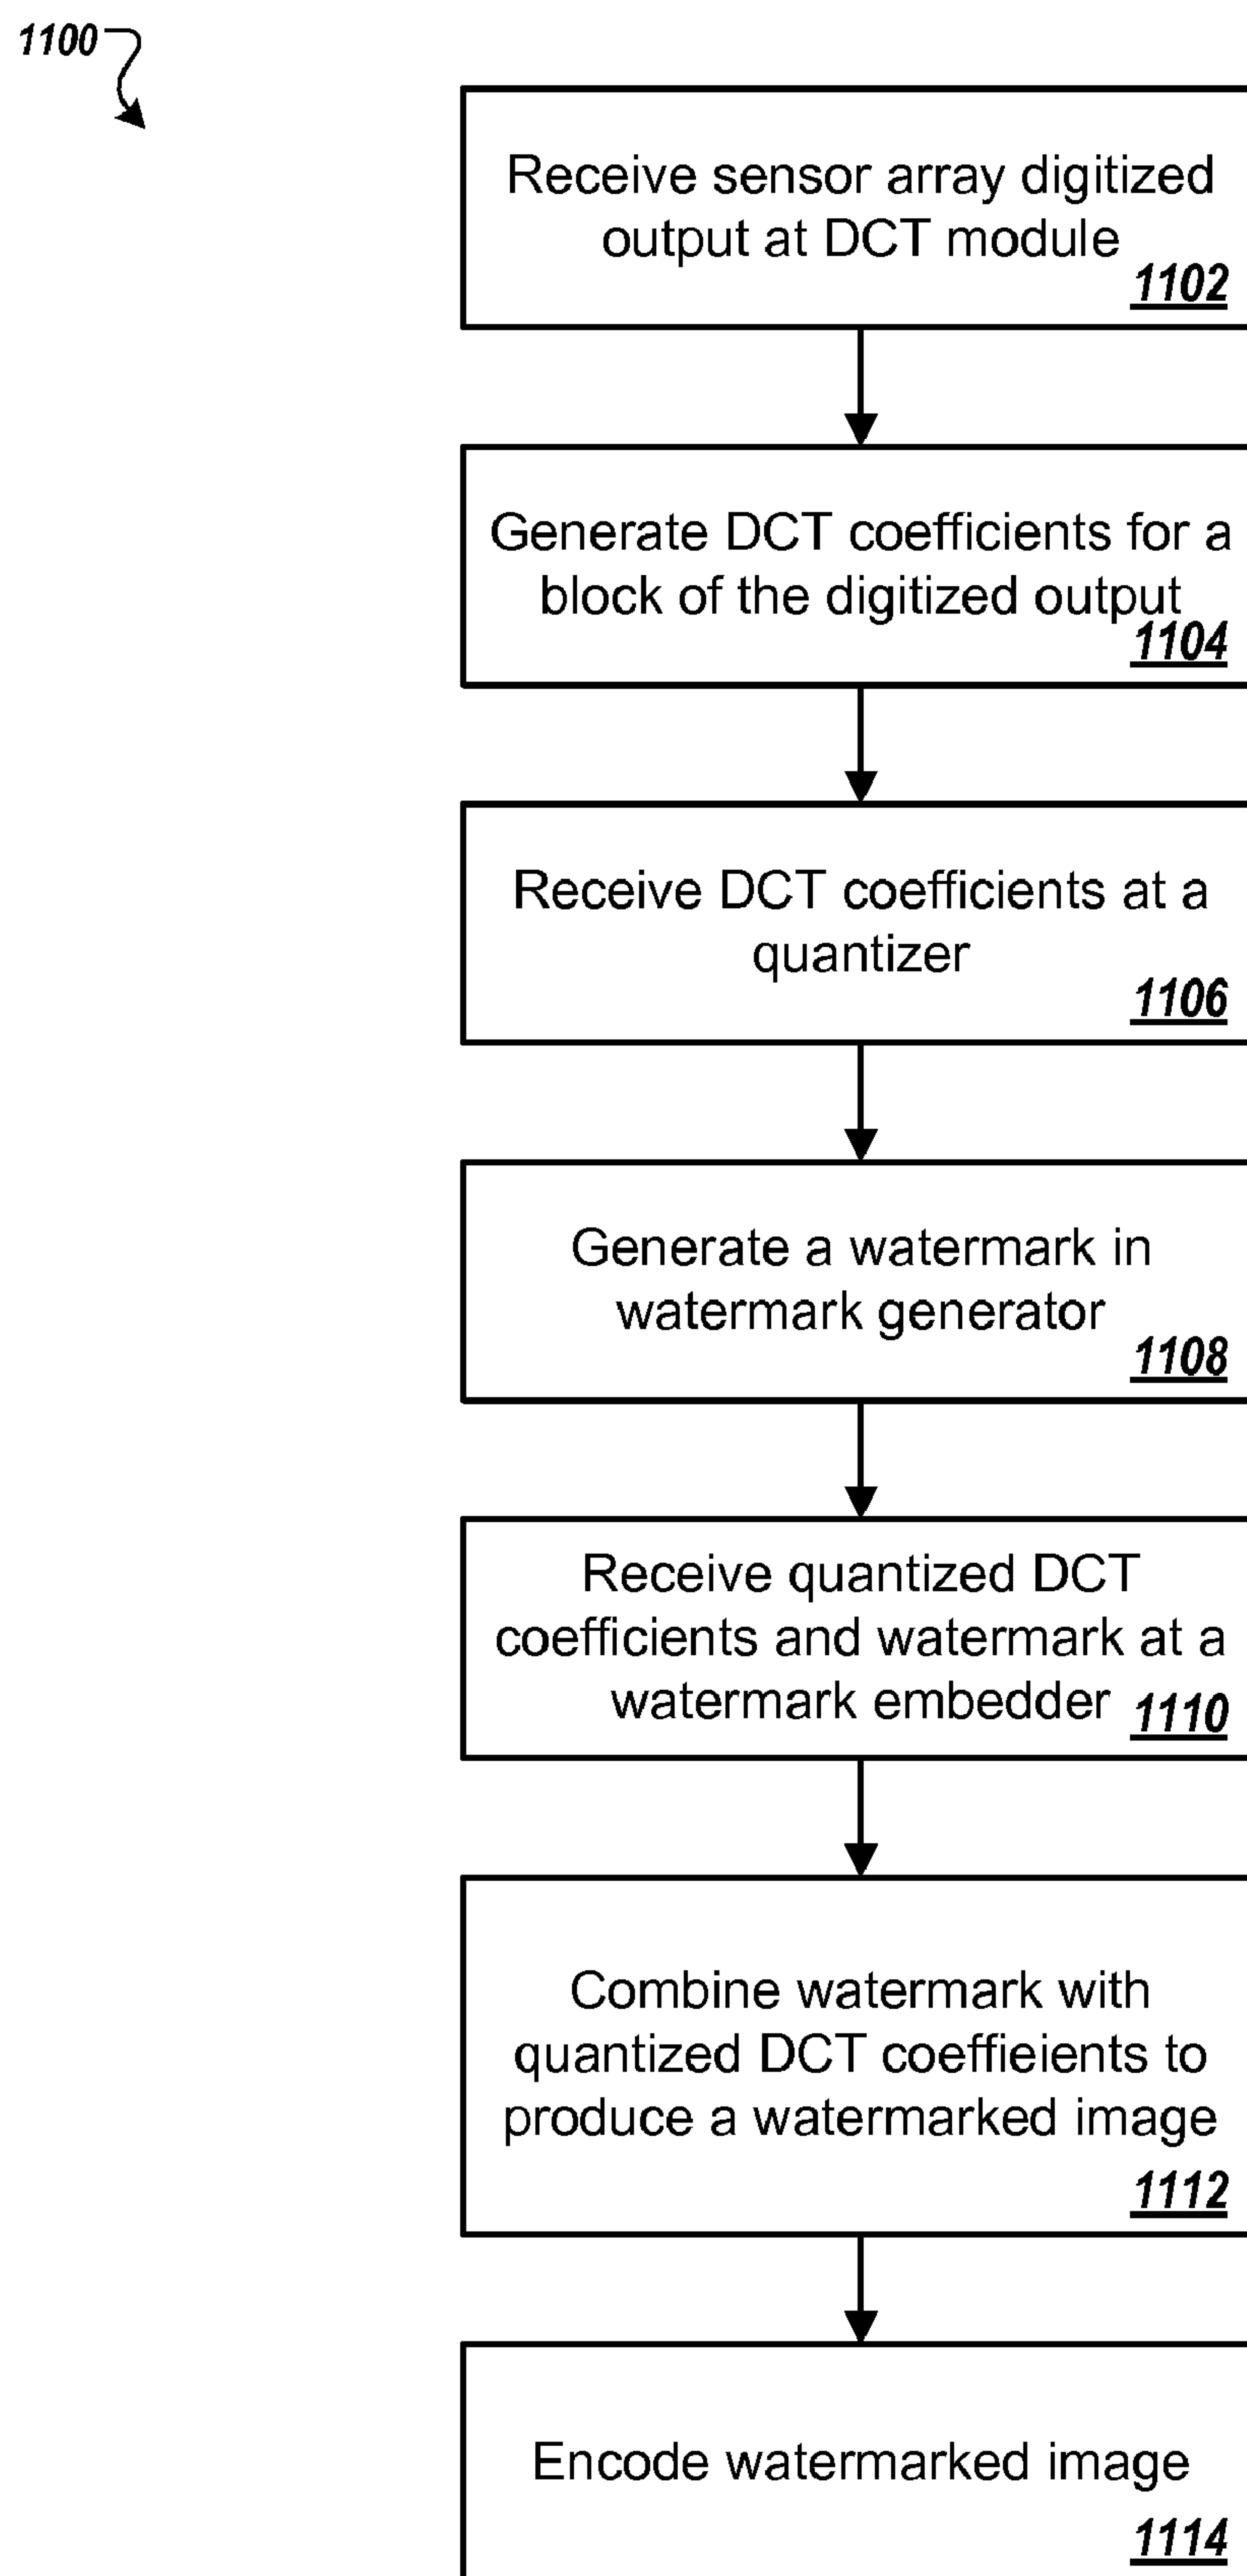 1100
Receive sensor array digitized
output at DCT module
1102
Generate DCT coefficients for a
block of the digitized output
1104
Receive DCT coefficients at a
quantizer
1106
Generate a watermark in
watermark generator
1108
Receive quantized DCT
coefficients and watermark at a
watermark embedder
1110
Combine watermark with
quantized DCT coeffieients to
produce a watermarked image
1112
Encode watermarked image
1114